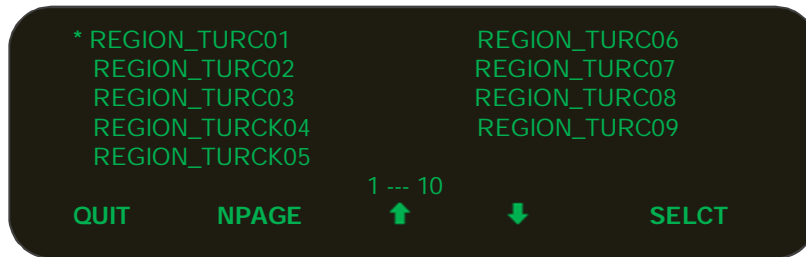 * REGION_TURC01 REGION_TURC06
REGION_TURC02 REGION_TURC07
REGION_TURC03 REGION_TURC08
REGION_TURCK04 REGION_TURC09
REGION_TURCK05
1 --- 10
QUIT NPAGE SELCT